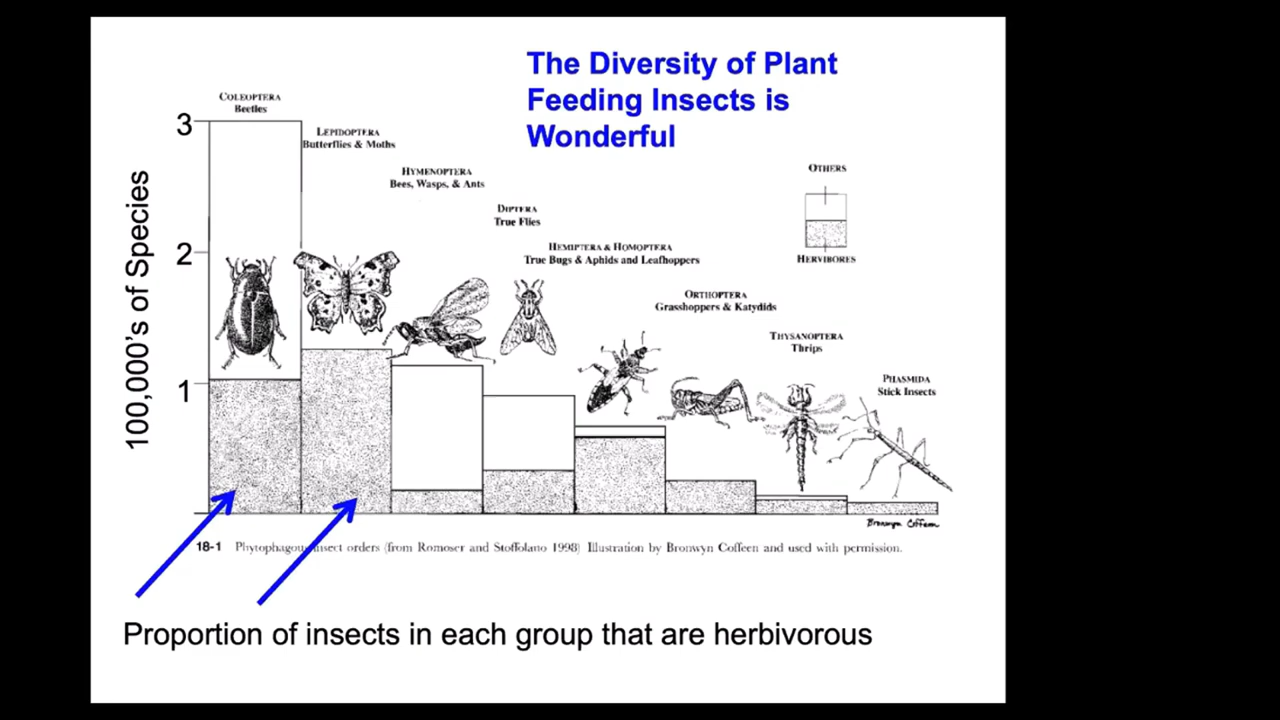 The Diversity of Plant
Feeding Insects is
Wonderful
COLEOPTERA
Beetles
LEPIDOPTERA
Butterflies & Moths
HYMENOPTERA
Bees, Wasps, & Ants
DIPTERA
True Flies
HEMIPTERA & HOMOPTERA
True Bugs & Aphids and Leafhoppers
ORTHOPTERA
Grasshoppers & Katydids
THYSANOPTERA
Thrips
PHASMIDA
Stick Insects
OTHERS
HERVIBORES
100,000's of Species
3
2
1
Bronwyn Coffeen
18-1 Phytophagous insect orders (from Romoser and Stoffolano 1998) Illustration by Bronwyn Coffeen and used with permission.
Proportion of insects in each group that are herbivorous